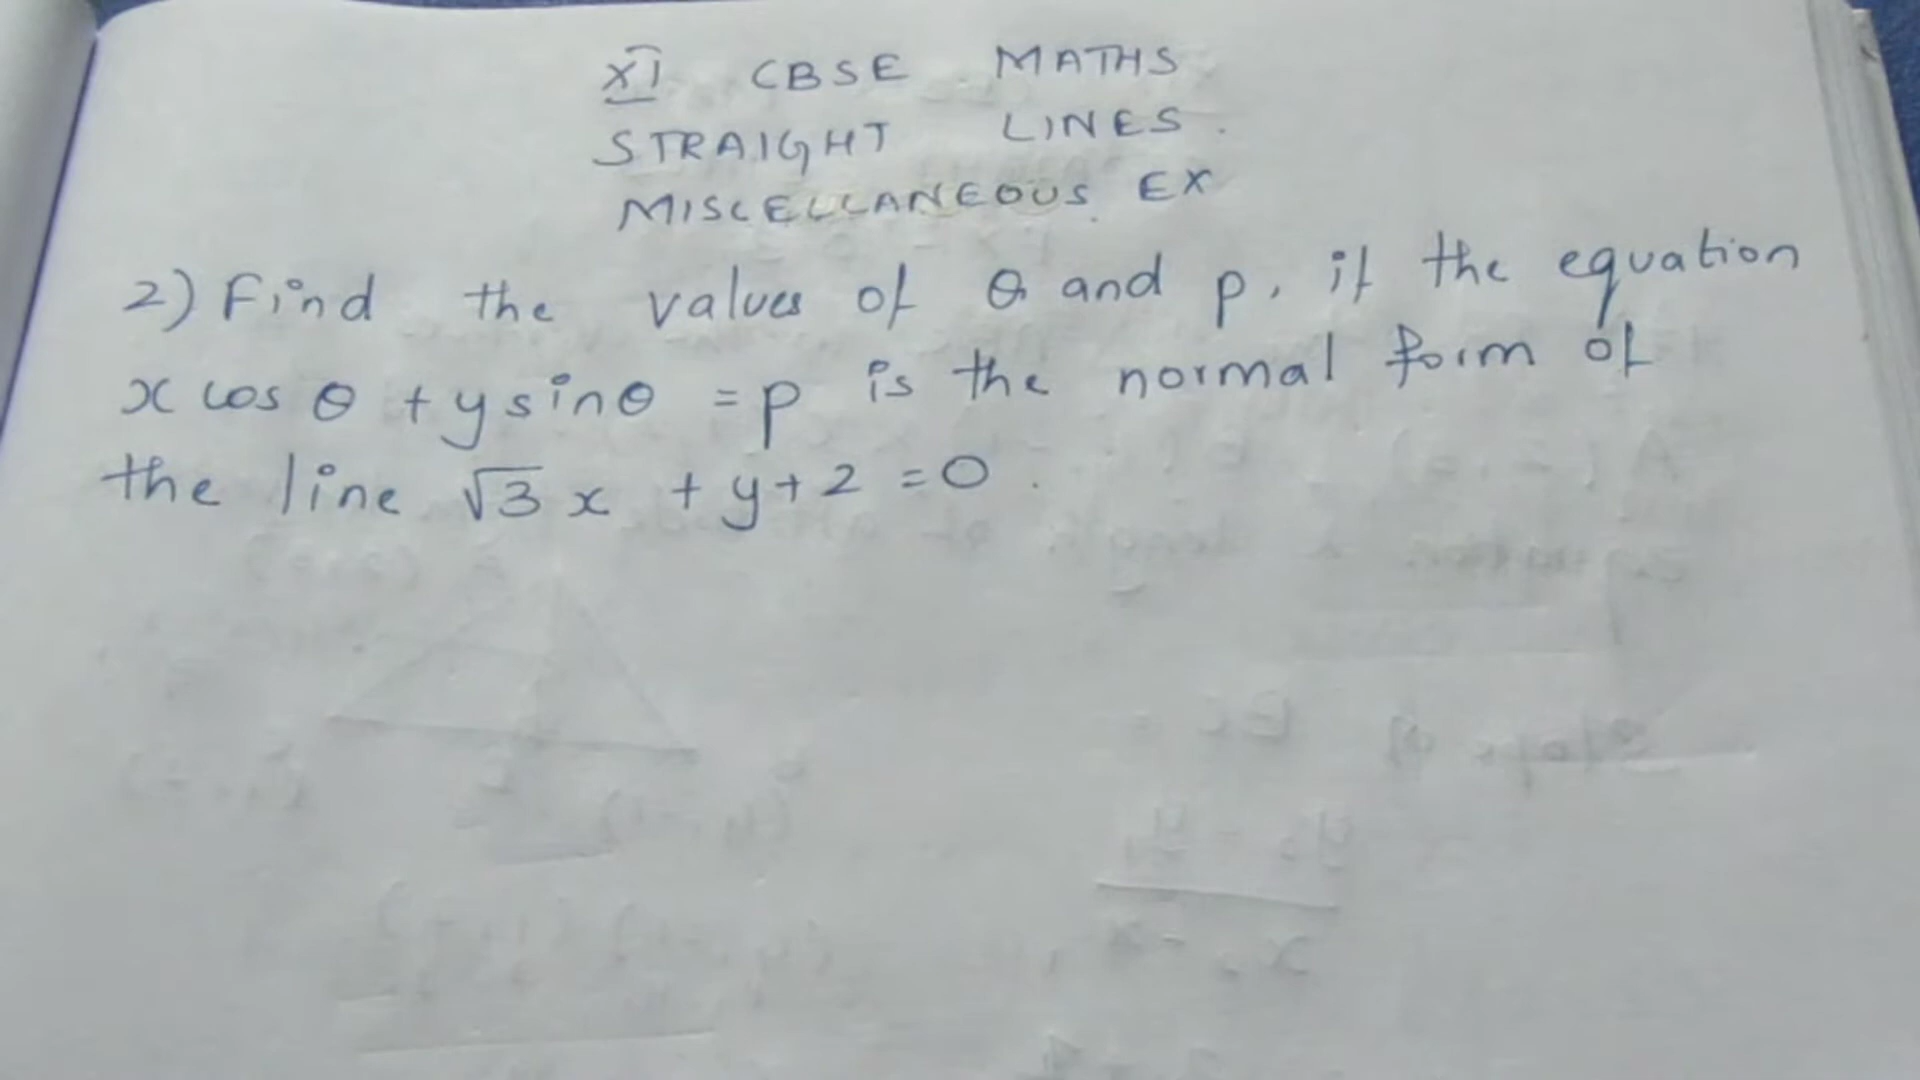 XI CBSE MATHS
STRAIGHT LINES.
MISCELLANEOUS EX
2) Find the values of θ and p, if the equation
x cos θ + y sin θ = p is the normal form of
the line √3 x + y + 2 = 0.